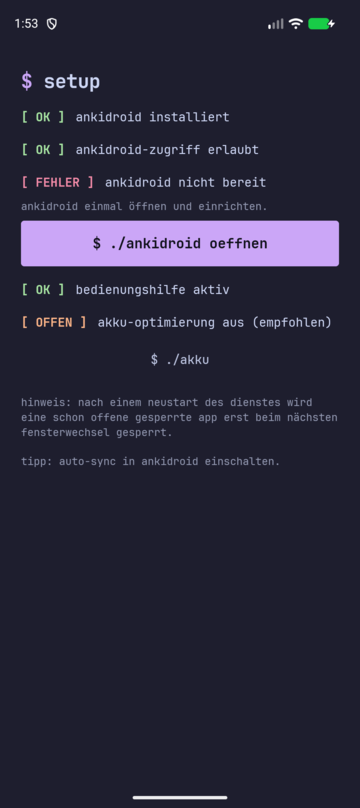 1:53
$ setup
[ OK ] ankidroid installiert
[ OK ] ankidroid-zugriff erlaubt
[ FEHLER ] ankidroid nicht bereit
ankidroid einmal öffnen und einrichten.
$ ./ankidroid oeffnen
[ OK ] bedienungshilfe aktiv
[ OFFEN ] akku-optimierung aus (empfohlen)
$ ./akku
hinweis: nach einem neustart des dienstes wird
eine schon offene gesperrte app erst beim nächsten
fensterwechsel gesperrt.
tipp: auto-sync in ankidroid einschalten.